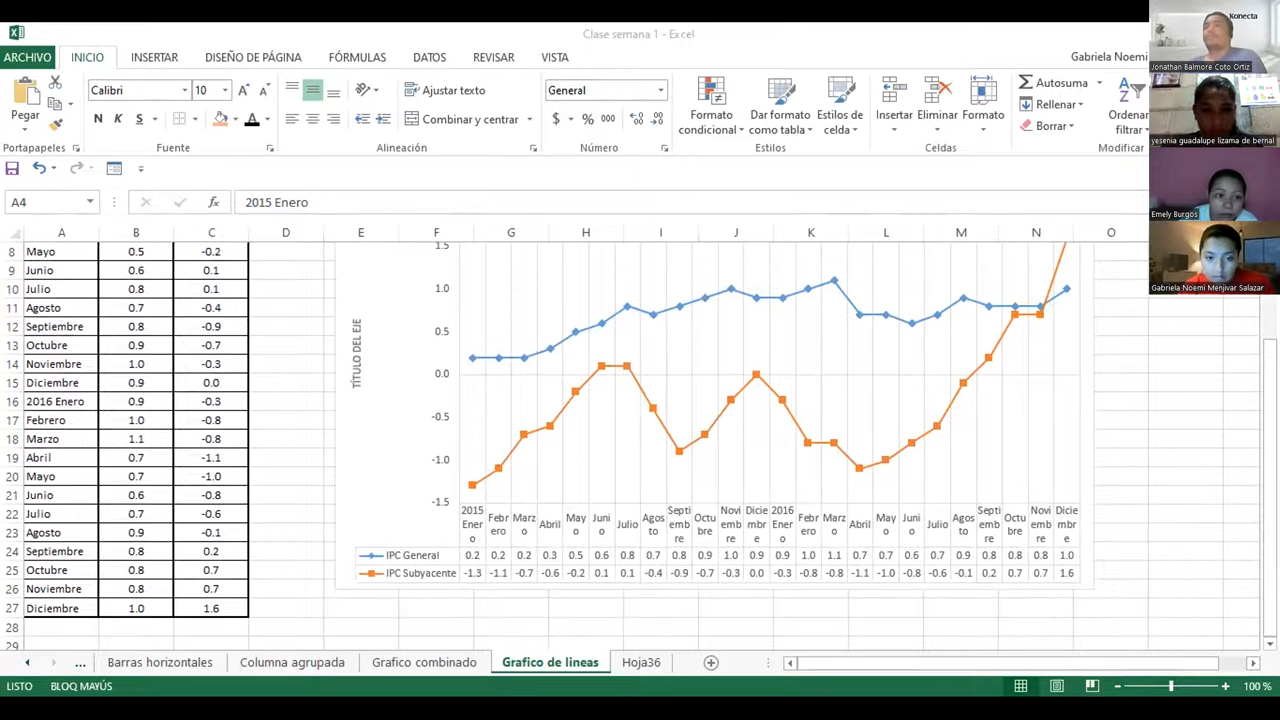 Clase semana 1 - Excel
Konecta
ARCHIVO INICIO INSERTAR DISEÑO DE PÁGINA FÓRMULAS DATOS REVISAR VISTA Gabriela Noemi
Jonathan Balmore Coto Ortiz
Calibri 10 A A Ajustar texto General Autosuma
Pegar Formato condicional Dar formato como tabla Estilos de celda Insertar Eliminar Formato Rellenar Ordenar filtrar
N K S A Combinar y centrar $ % 000 Borrar
Portapapeles Fuente Alineación Número Estilos Celdas Modificar
yesenia guadalupe lizama de bernal
A4 fx 2015 Enero
Emely Burgos
A B C D E F G H I J K L M N O
Gabriela Noemi Menjivar Salazar
8 Mayo 0.5 -0.2
9 Junio 0.6 0.1
10 Julio 0.8 0.1
11 Agosto 0.7 -0.4
12 Septiembre 0.8 -0.9
13 Octubre 0.9 -0.7
14 Noviembre 1.0 -0.3
15 Diciembre 0.9 0.0
16 2016 Enero 0.9 -0.3
17 Febrero 1.0 -0.8
18 Marzo 1.1 -0.8
19 Abril 0.7 -1.1
20 Mayo 0.7 -1.0
21 Junio 0.6 -0.8
22 Julio 0.7 -0.6
23 Agosto 0.9 -0.1
24 Septiembre 0.8 0.2
25 Octubre 0.8 0.7
26 Noviembre 0.8 0.7
27 Diciembre 1.0 1.6
28
29
TÍTULO DEL EJE
1.5
1.0
0.5
0.0
-0.5
-1.0
-1.5
2015 Enero Febrero Marzo Abril Mayo Junio Julio Agosto Septiembre Octubre Noviembre Diciembre 2016 Enero Febrero Marzo Abril Mayo Junio Julio Agosto Septiembre Octubre Noviembre Diciembre
IPC General 0.2 0.2 0.2 0.3 0.5 0.6 0.8 0.7 0.8 0.9 1.0 0.9 0.9 1.0 1.1 0.7 0.7 0.6 0.7 0.9 0.8 0.8 0.8 1.0
IPC Subyacente -1.3 -1.1 -0.7 -0.6 -0.2 0.1 0.1 -0.4 -0.9 -0.7 -0.3 0.0 -0.3 -0.8 -0.8 -1.1 -1.0 -0.8 -0.6 -0.1 0.2 0.7 0.7 1.6
... Barras horizontales Columna agrupada Grafico combinado Grafico de lineas Hoja36
LISTO BLOQ MAYÚS 100 %